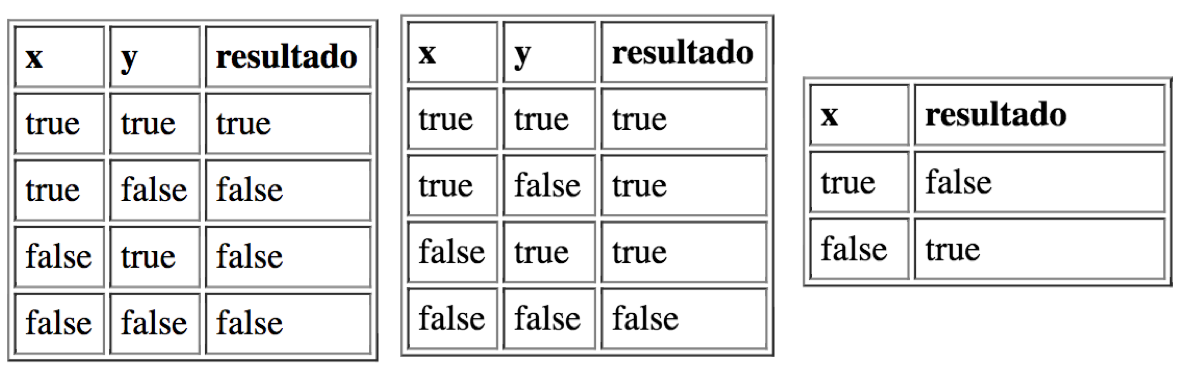 x y resultado
true true true
true false false
false true false
false false false
x y resultado
true true true
true false true
false true true
false false false
x resultado
true false
false true